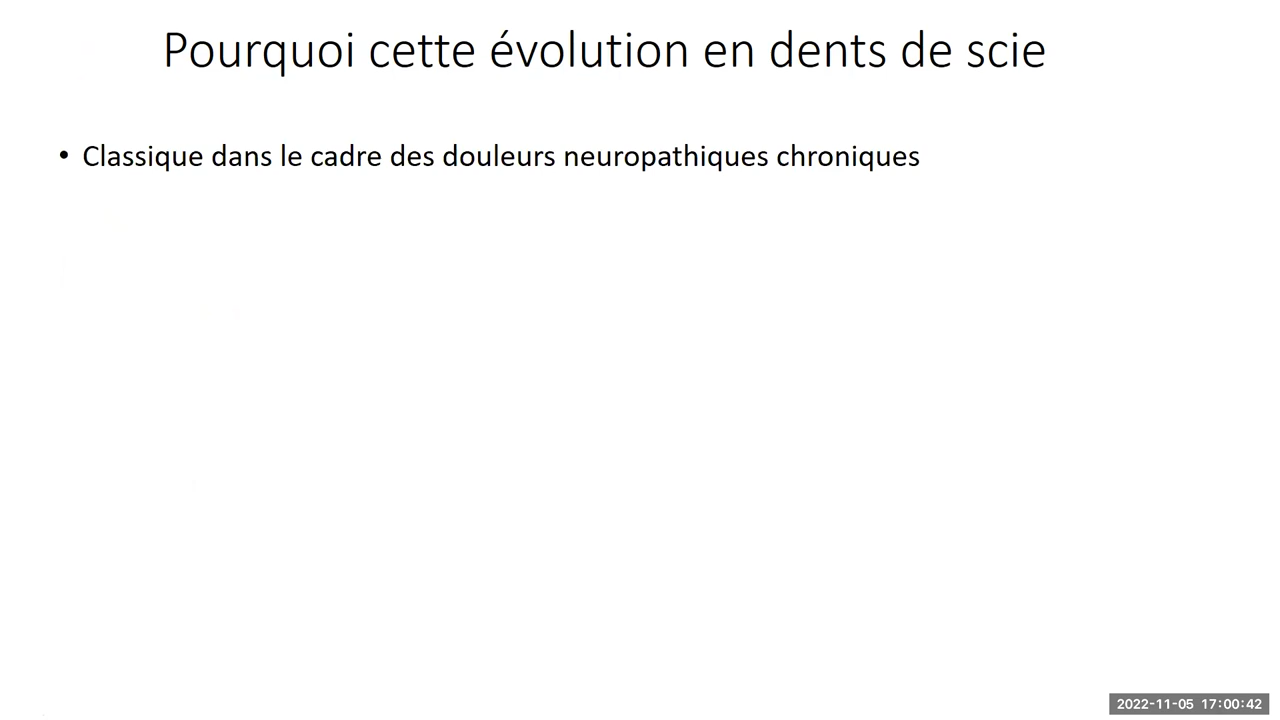 Pourquoi cette évolution en dents de scie
• Classique dans le cadre des douleurs neuropathiques chroniques
2022-11-05 17:00:42